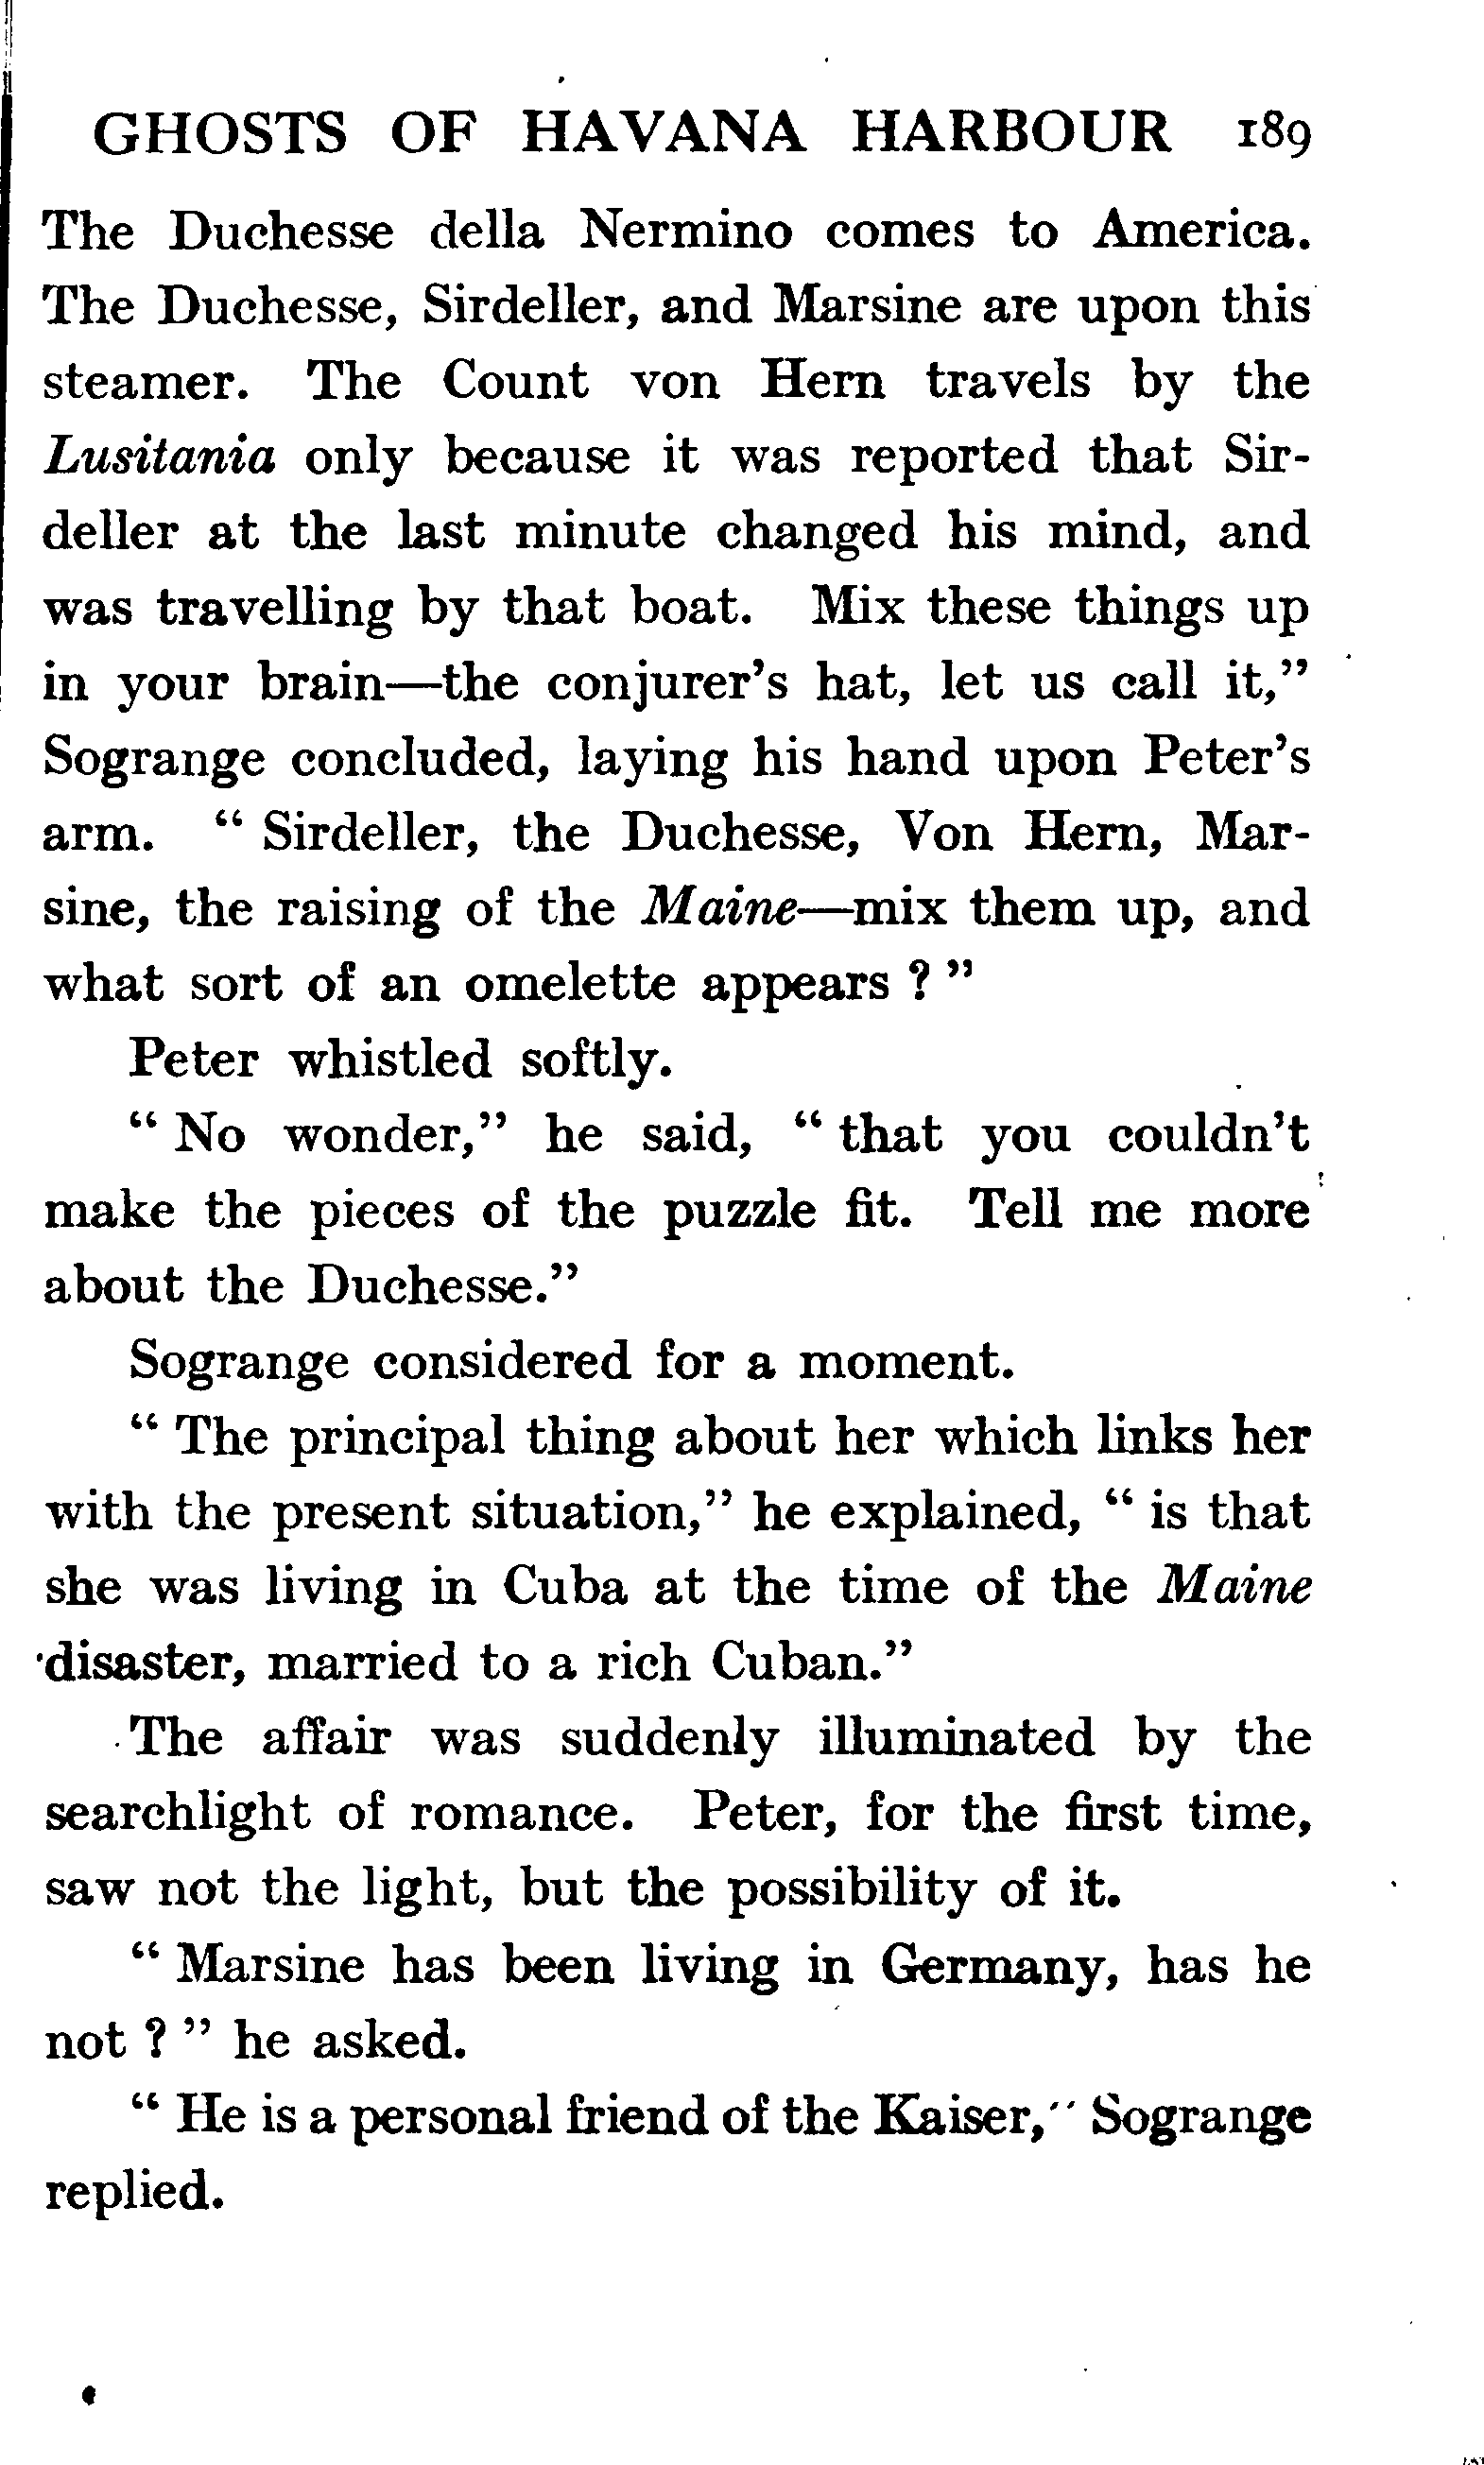 GHOSTS OF HAVANA HARBOUR 189
The Duchesse della Nermino comes to America.
The Duchesse, Sirdeller, and Marsine are upon this
steamer. The Count von Hern travels by the
Lusitania only because it was reported that Sir-
deller at the last minute changed his mind, and
was travelling by that boat. Mix these things up
in your brain—the conjurer's hat, let us call it,”
Sogrange concluded, laying his hand upon Peter's
arm. “ Sirdeller, the Duchesse, Von Hern, Mar-
sine, the raising of the Maine—mix them up, and
what sort of an omelette appears ? ”
Peter whistled softly.
“ No wonder,” he said, “ that you couldn't
make the pieces of the puzzle fit. Tell me more
about the Duchesse.”
Sogrange considered for a moment.
“ The principal thing about her which links her
with the present situation,” he explained, “ is that
she was living in Cuba at the time of the Maine
disaster, married to a rich Cuban.”
The affair was suddenly illuminated by the
searchlight of romance. Peter, for the first time,
saw not the light, but the possibility of it.
“ Marsine has been living in Germany, has he
not ? ” he asked.
“ He is a personal friend of the Kaiser,” Sogrange
replied.